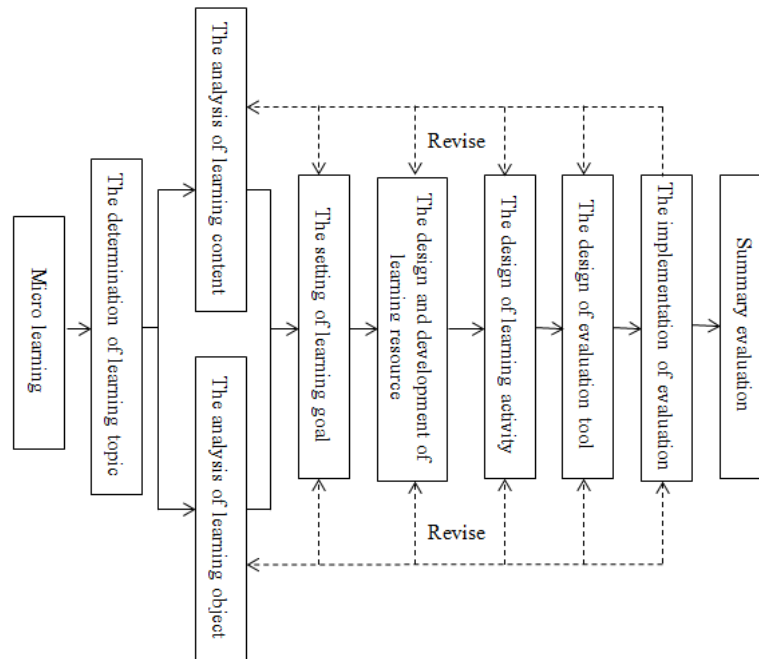 Micro learning
The determination of learning topic
The analysis of learning content
The analysis of learning object
Revise
The setting of learning goal
The design and development of
learning resource
The design of learning activity
The design of evaluation tool
The implementation of evaluation
Summary evaluation
Revise